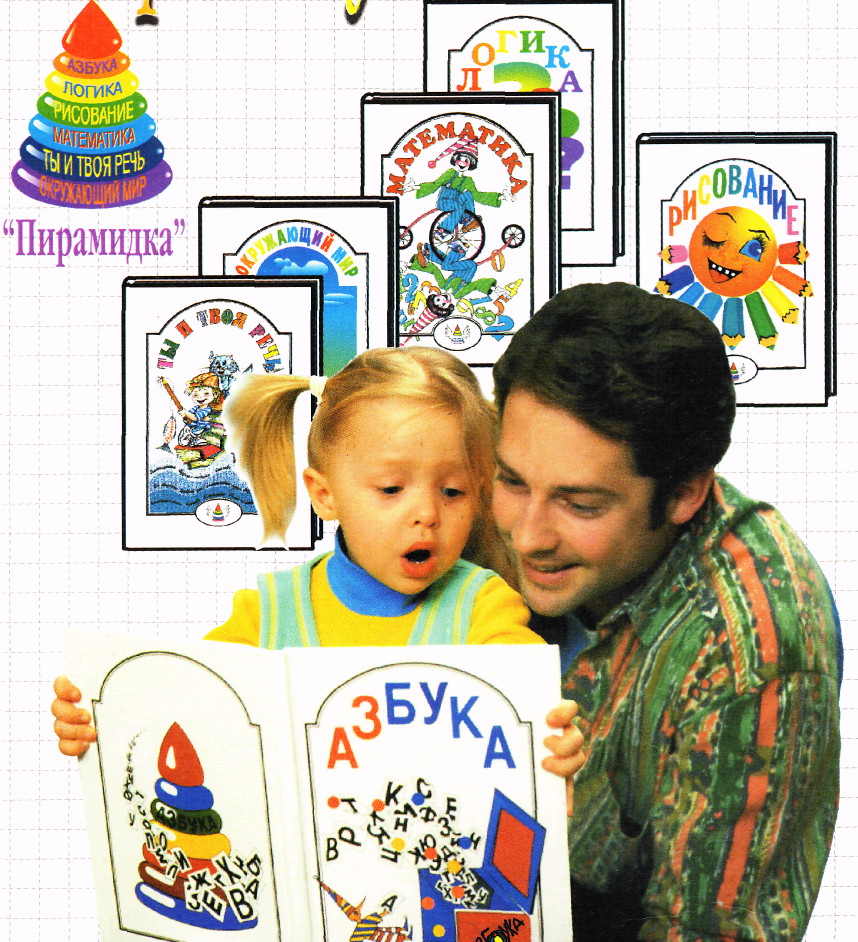 АЗБУКА
ЛОГИКА
РИСОВАНИЕ
МАТЕМАТИКА
ТЫ И ТВОЯ РЕЧЬ
ОКРУЖАЮЩИЙ МИР
“Пирамидка”
ЛОГИКА
?
МАТЕМАТИКА
РИСОВАНИЕ
ОКРУЖАЮЩИЙ МИР
ТЫ И ТВОЯ РЕЧЬ
АЗБУКА
АЗБУКА